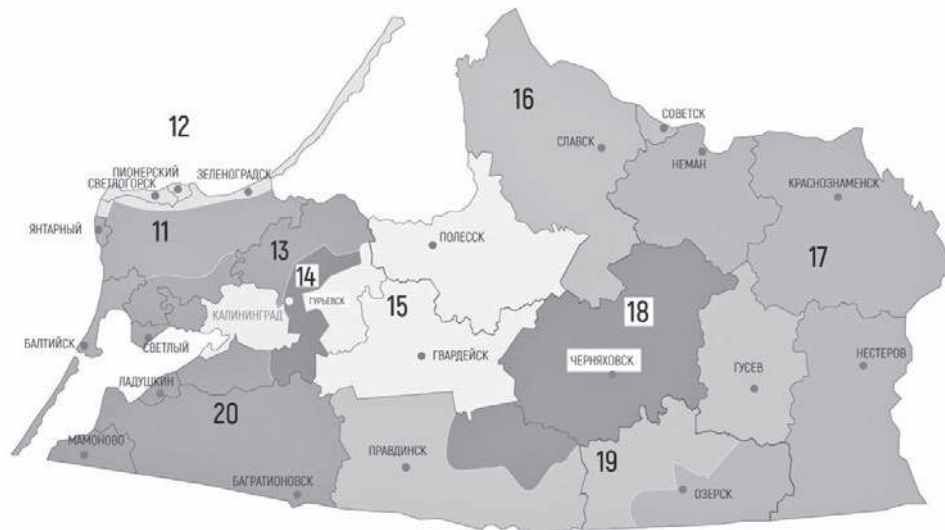 16
СОВЕТСК
12
СЛАВСК
НЕМАН
ПИОНЕРСКИЙ
СВЕТЛОГОРСК
ЗЕЛЕНОГРАДСК
КРАСНОЗНАМЕНСК
ЯНТАРНЫЙ
11
13
ПОЛЕССК
17
14
ГУРЬЕВСК
15
18
КАЛИНИНГРАД
БАЛТИЙСК
СВЕТЛЫЙ
ГВАРДЕЙСК
ЧЕРНЯХОВСК
ГУСЕВ
НЕСТЕРОВ
ЛАДУШКИН
20
МАМОНОВО
ПРАВДИНСК
19
БАГРАТИОНОВСК
ОЗЕРСК